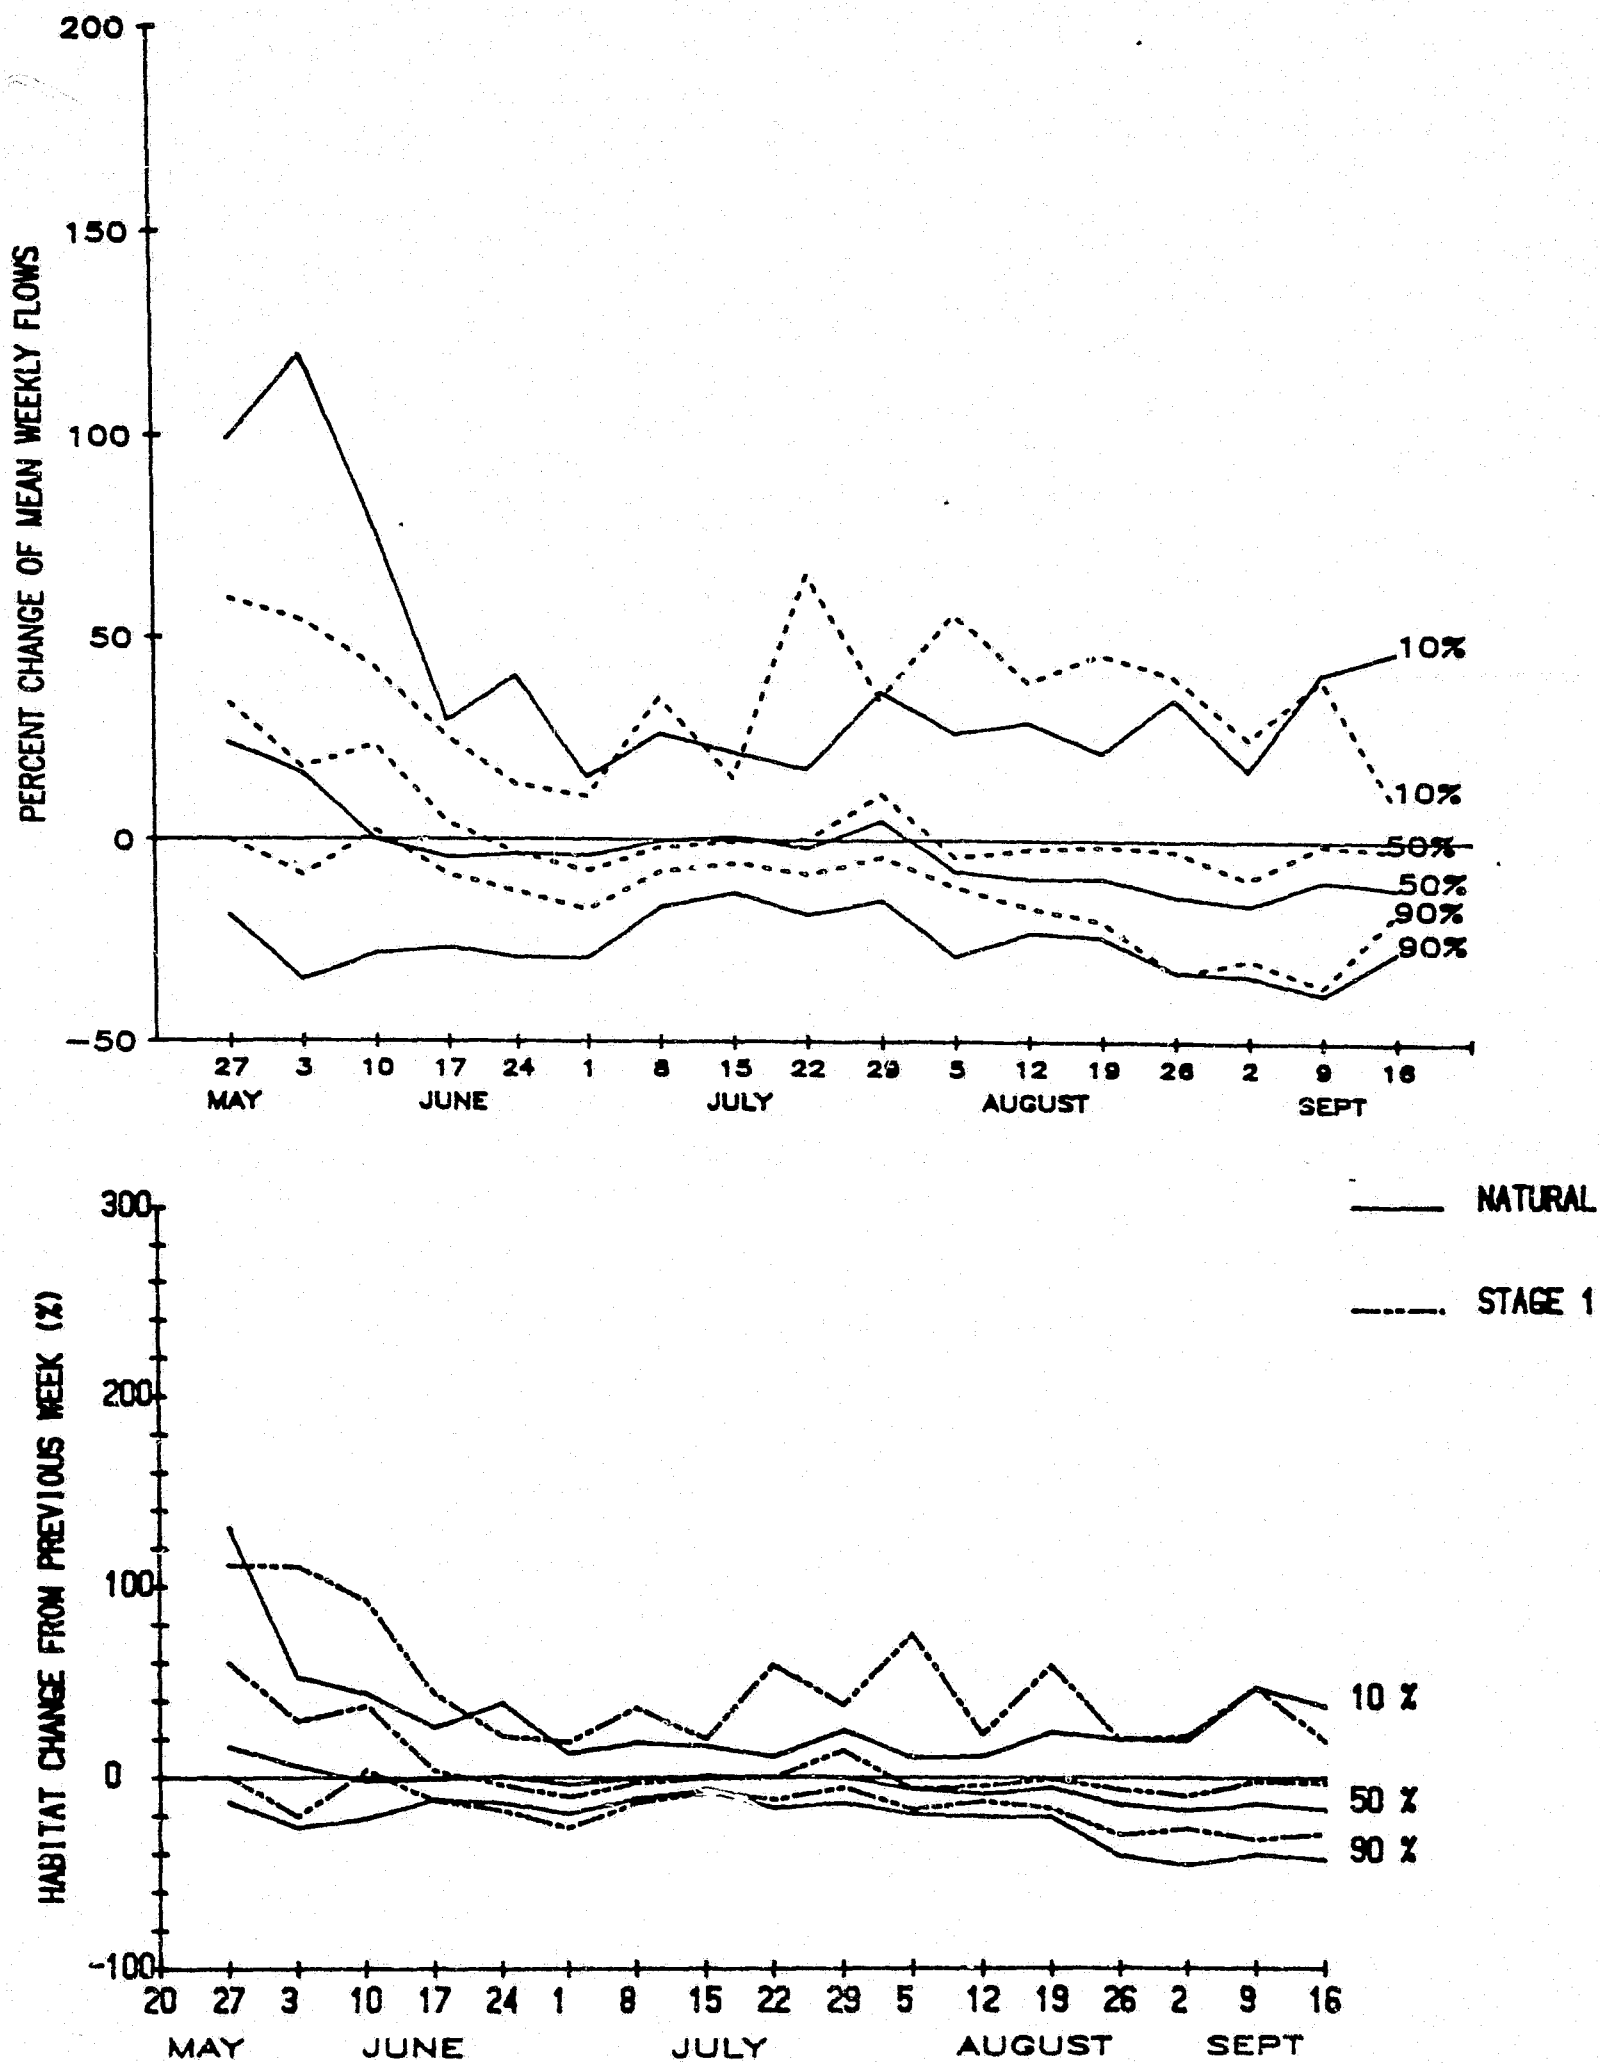 200
150
100
50
0
-50
PERCENT CHANGE OF MEAN WEEKLY FLOWS
10%
10%
50%
50%
90%
90%
27 3 10 17 24 1 8 15 22 29 5 12 19 26 2 9 16
MAY JUNE JULY AUGUST SEPT
NATURAL
STAGE 1
300
200
100
0
-100
HABITAT CHANGE FROM PREVIOUS WEEK (%)
10 %
50 %
90 %
20 27 3 10 17 24 1 8 15 22 29 5 12 19 26 2 9 16
MAY JUNE JULY AUGUST SEPT